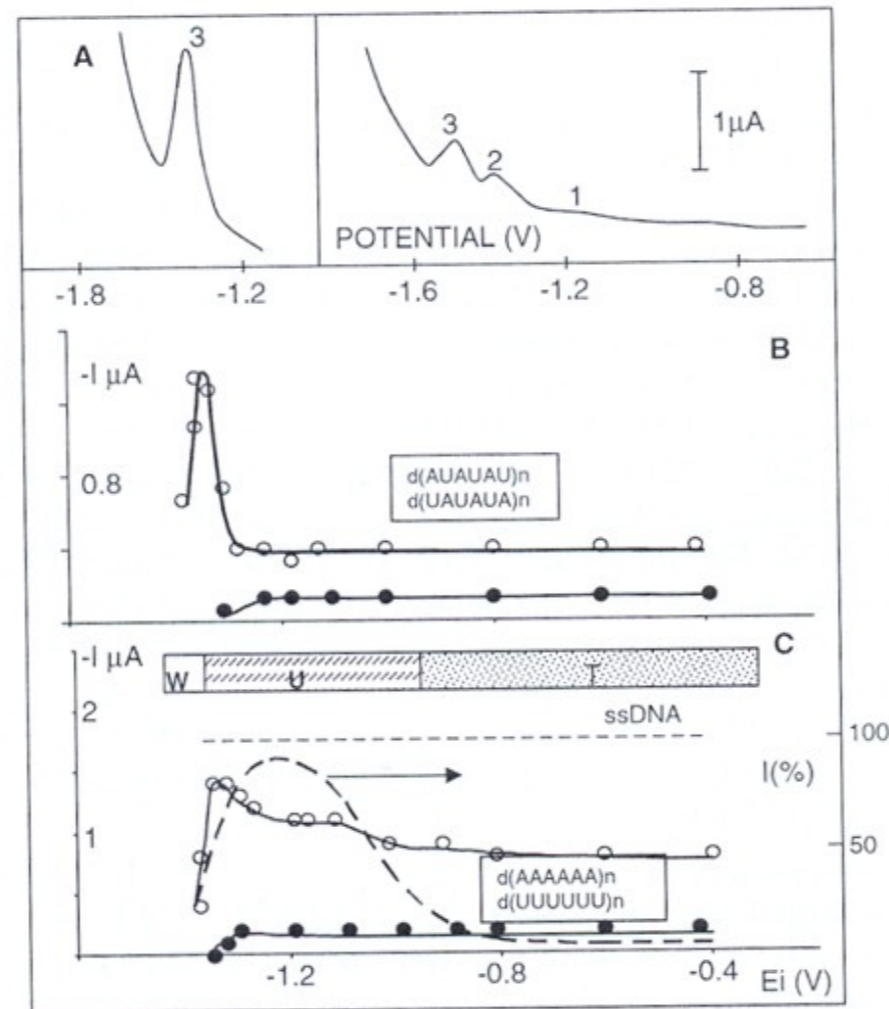 A
3
3
2
1
1µA
POTENTIAL (V)
-1.8
-1.2
-1.6
-1.2
-0.8
B
-I µA
0.8
d(AUAUAU)n
d(UAUAUA)n
C
-I µA
W
U
T
2
ssDNA
100
I(%)
1
50
d(AAAAAA)n
d(UUUUUU)n
-1.2
-0.8
-0.4
Ei (V)